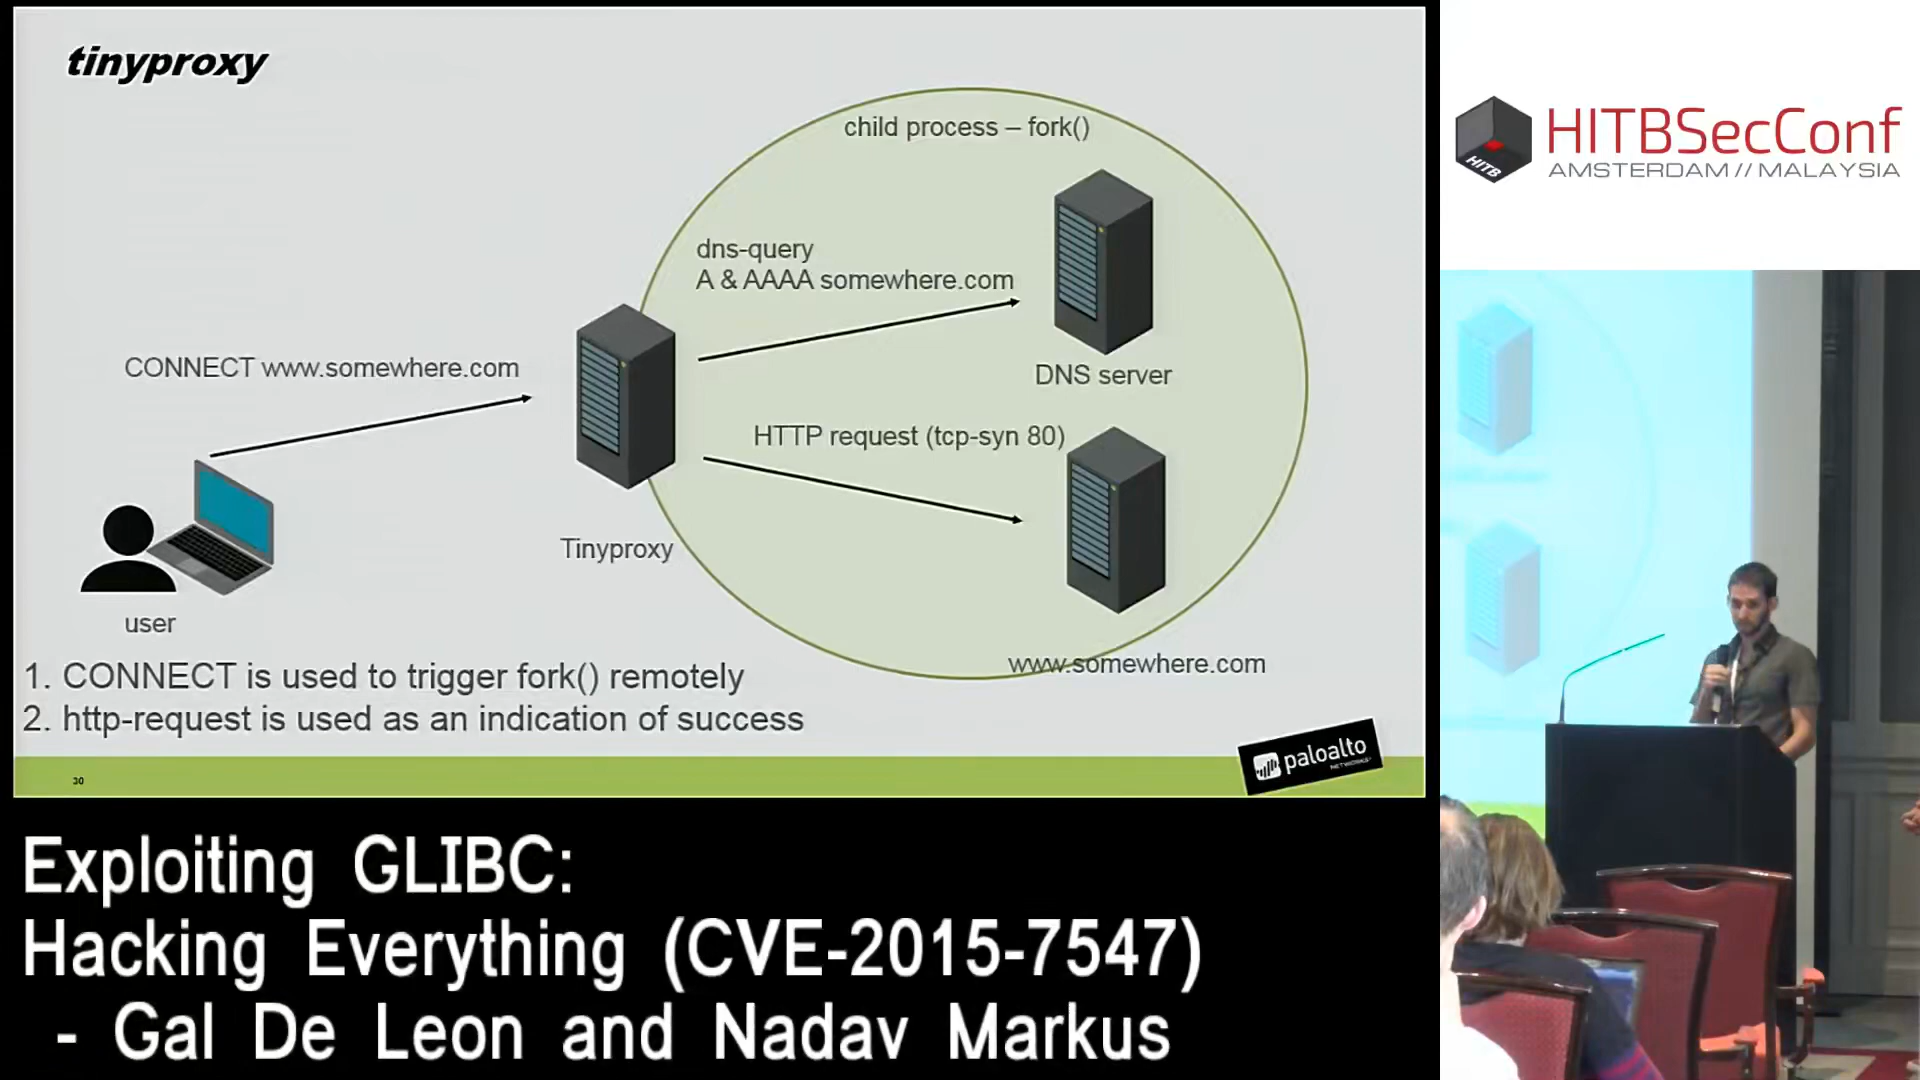 tinyproxy
child process – fork()
dns-query
A & AAAA somewhere.com
DNS server
CONNECT www.somewhere.com
HTTP request (tcp-syn 80)
Tinyproxy
user
www.somewhere.com
1. CONNECT is used to trigger fork() remotely
2. http-request is used as an indication of success
30
paloalto
NETWORKS
HITB
HITBSecConf
AMSTERDAM // MALAYSIA
Exploiting GLIBC:
Hacking Everything (CVE-2015-7547)
- Gal De Leon and Nadav Markus